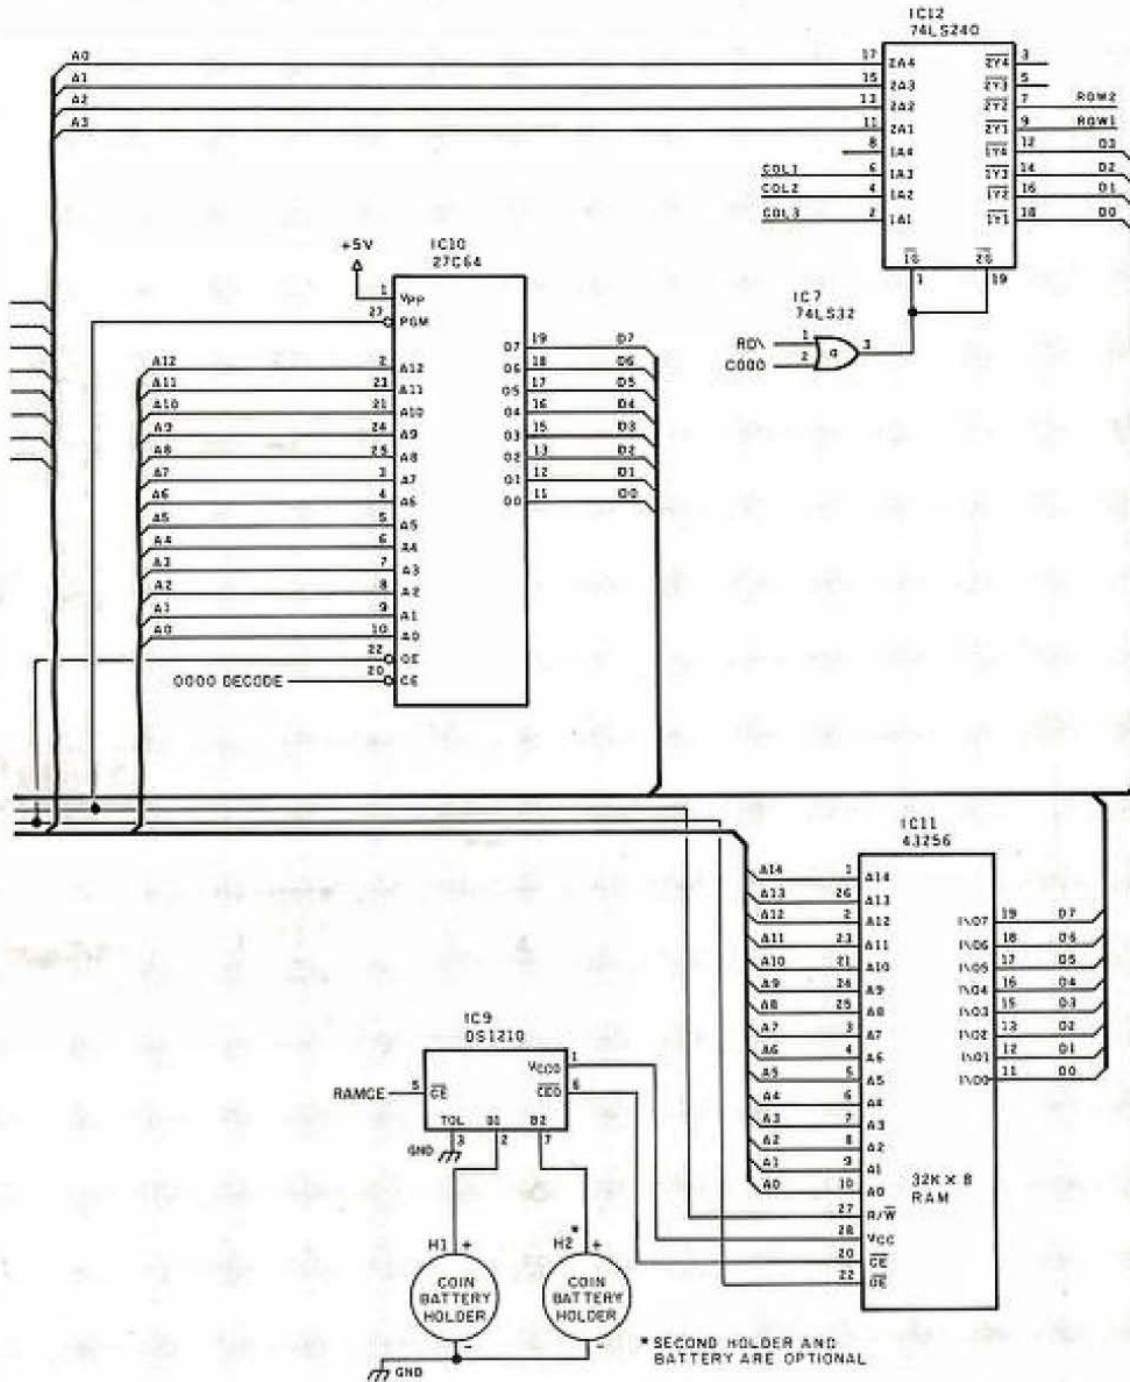 IC12
74LS240
A0 17 2A4 2Y4 3
A1 15 2A3 2Y3 5
A2 13 2A2 2Y2 7 ROW2
A3 11 2A1 2Y1 9 ROW1
8 1A4 1Y4 12 D3
COL1 6 1A3 1Y3 14 D2
COL2 4 1A2 1Y2 16 D1
COL3 2 1A1 1Y1 18 D0
1G 2G
1 19
IC7
74LS32
RD\ 1
C000 2
a 3
+5V
IC10
27C64
1 VPP
27 PGM
O7 19 D7
A12 2 A12 O6 18 D6
A11 23 A11 O5 17 D5
A10 21 A10 O4 16 D4
A9 24 A9 O3 15 D3
A8 25 A8 O2 13 D2
A7 3 A7 O1 12 D1
A6 4 A6 O0 11 D0
A5 5 A5
A4 6 A4
A3 7 A3
A2 8 A2
A1 9 A1
A0 10 A0
22 OE
0000 DECODE 20 CE
IC11
43256
A14 1 A14
A13 26 A13
A12 2 A12 I\O7 19 D7
A11 23 A11 I\O6 18 D6
A10 21 A10 I\O5 17 D5
A9 24 A9 I\O4 16 D4
A8 25 A8 I\O3 15 D3
A7 3 A7 I\O2 13 D2
A6 4 A6 I\O1 12 D1
A5 5 A5 I\O0 11 D0
A4 6 A4
A3 7 A3
A2 8 A2
A1 9 A1
A0 10 A0
32K × 8
RAM
27 R/W
28 VCC
20 CE
22 OE
IC9
DS1210
VCCO 1
RAMCE 5 CE CEO 6
TOL B1 B2
3 2 7
GND
H1 +
COIN
BATTERY
HOLDER
-
* H2 +
COIN
BATTERY
HOLDER
-
GND
* SECOND HOLDER AND
BATTERY ARE OPTIONAL